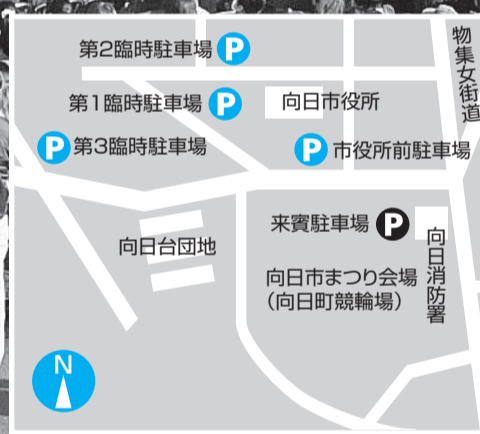 第2臨時駐車場 P
物集女街道
第1臨時駐車場 P
向日市役所
P 第3臨時駐車場
P 市役所前駐車場
来賓駐車場 P
向日消防署
向日台団地
向日市まつり会場
(向日町競輪場)
N